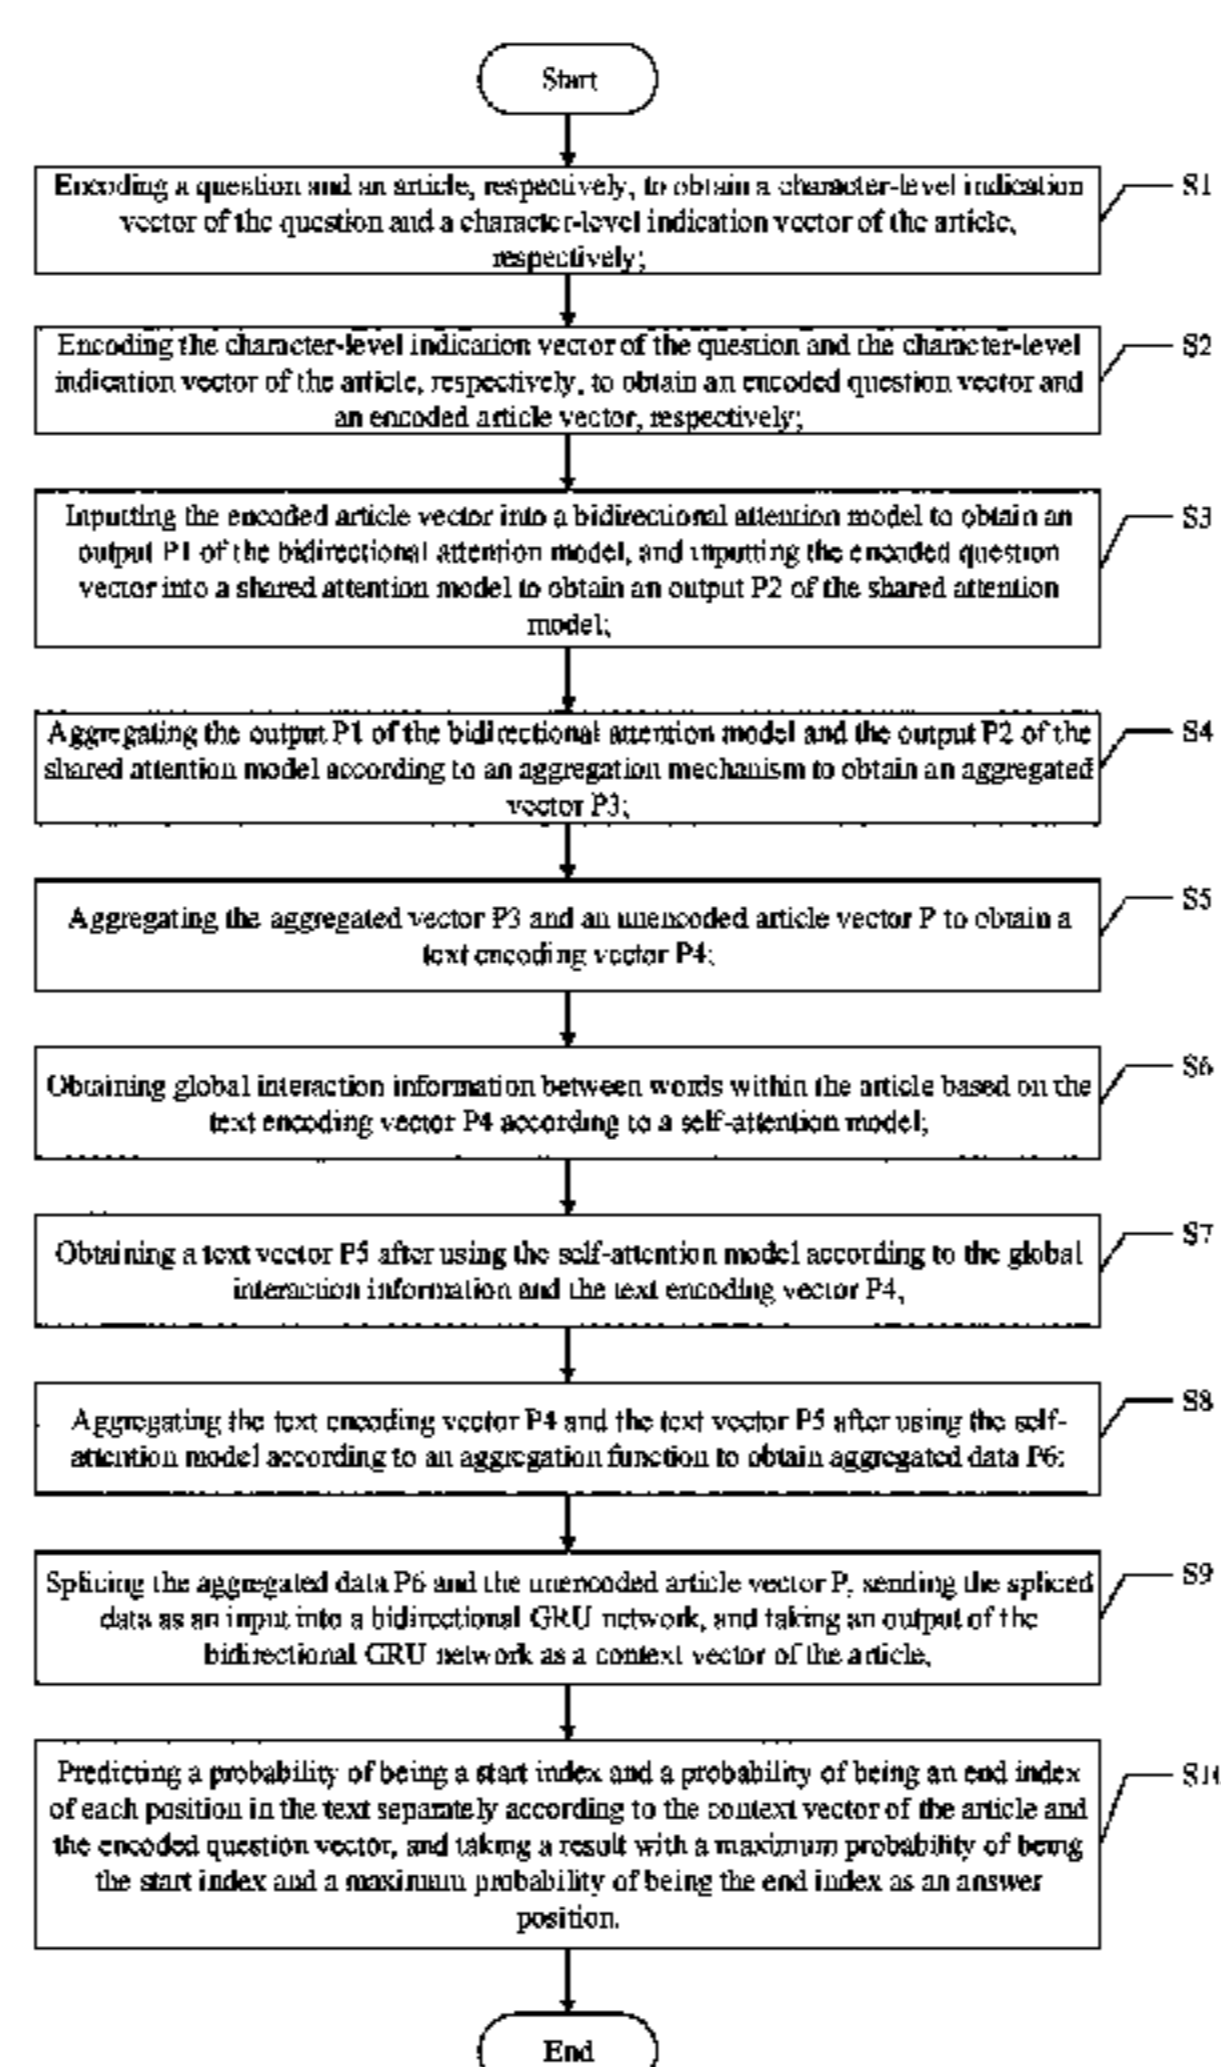 Start
Encoding a question and an article, respectively, to obtain a character-level indication
vector of the question and a character-level indication vector of the article,
respectively;
S1
Encoding the character-level indication vector of the question and the character-level
indication vector of the article, respectively, to obtain an encoded question vector and
an encoded article vector, respectively;
S2
Inputting the encoded article vector into a bidirectional attention model to obtain an
output P1 of the bidirectional attention model, and inputting the encoded question
vector into a shared attention model to obtain an output P2 of the shared attention
model;
S3
Aggregating the output P1 of the bidirectional attention model and the output P2 of the
shared attention model according to an aggregation mechanism to obtain an aggregated
vector P3;
S4
Aggregating the aggregated vector P3 and an unencoded article vector P to obtain a
text encoding vector P4;
S5
Obtaining global interaction information between words within the article based on the
text encoding vector P4 according to a self-attention model;
S6
Obtaining a text vector P5 after using the self-attention model according to the global
interaction information and the text encoding vector P4;
S7
Aggregating the text encoding vector P4 and the text vector P5 after using the self-
attention model according to an aggregation function to obtain aggregated data P6;
S8
Splicing the aggregated data P6 and the unencoded article vector P, sending the spliced
data as an input into a bidirectional GRU network, and taking an output of the
bidirectional GRU network as a context vector of the article;
S9
Predicting a probability of being a start index and a probability of being an end index
of each position in the text separately according to the context vector of the article and
the encoded question vector, and taking a result with a maximum probability of being
the start index and a maximum probability of being the end index as an answer
position.
End